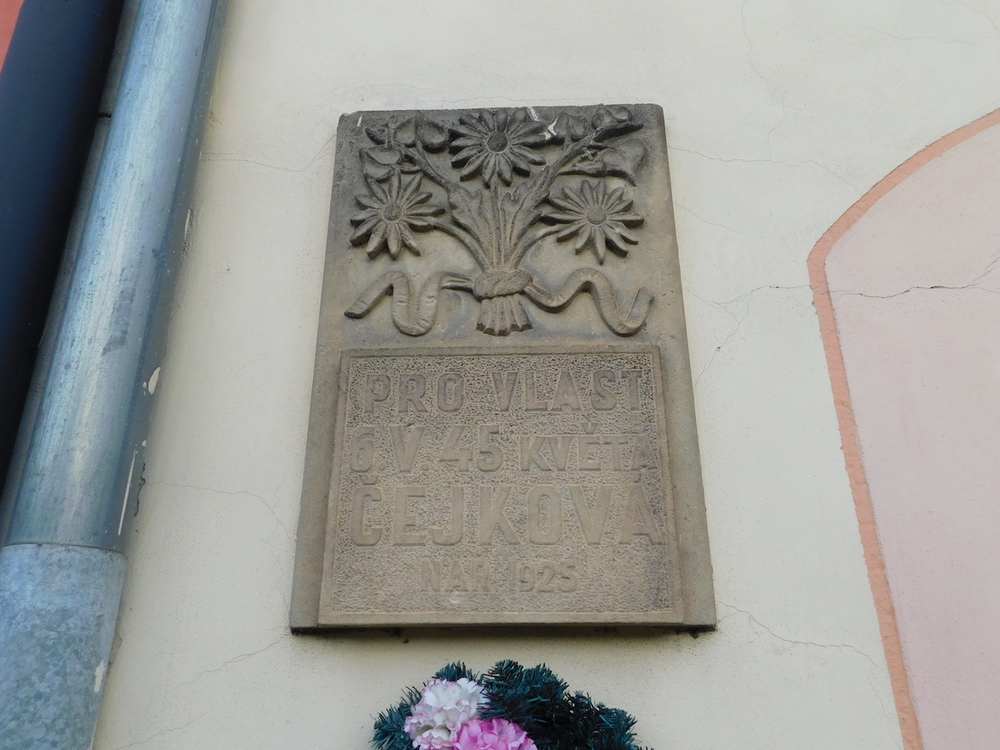 PRO VLAST
6.V.45 KVĚTA
ČEJKOVÁ
NAR. 1925